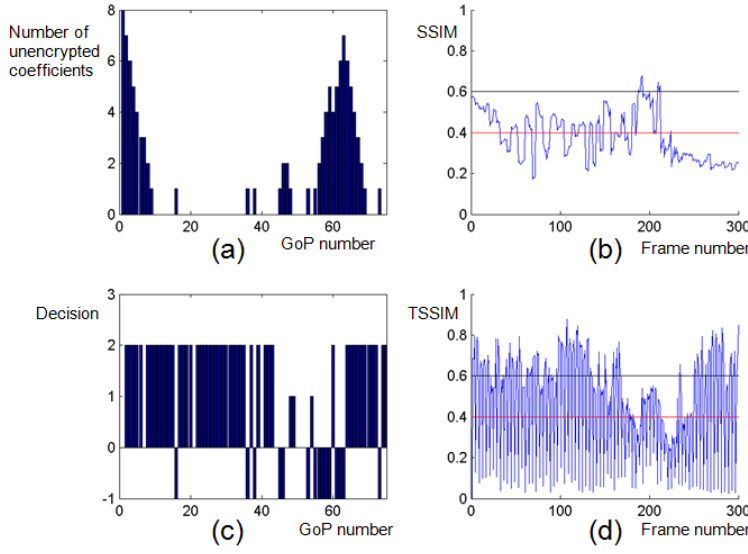 Number of
unencrypted
coefficients
8
6
4
2
0
0 20 40 60
(a)
GoP number
SSIM
1
0.8
0.6
0.4
0.2
0
0 100 200 300
(b)
Frame number
Decision
3
2
1
0
-1
0 20 40 60
(c)
GoP number
TSSIM
1
0.8
0.6
0.4
0.2
0
0 100 200 300
(d)
Frame number